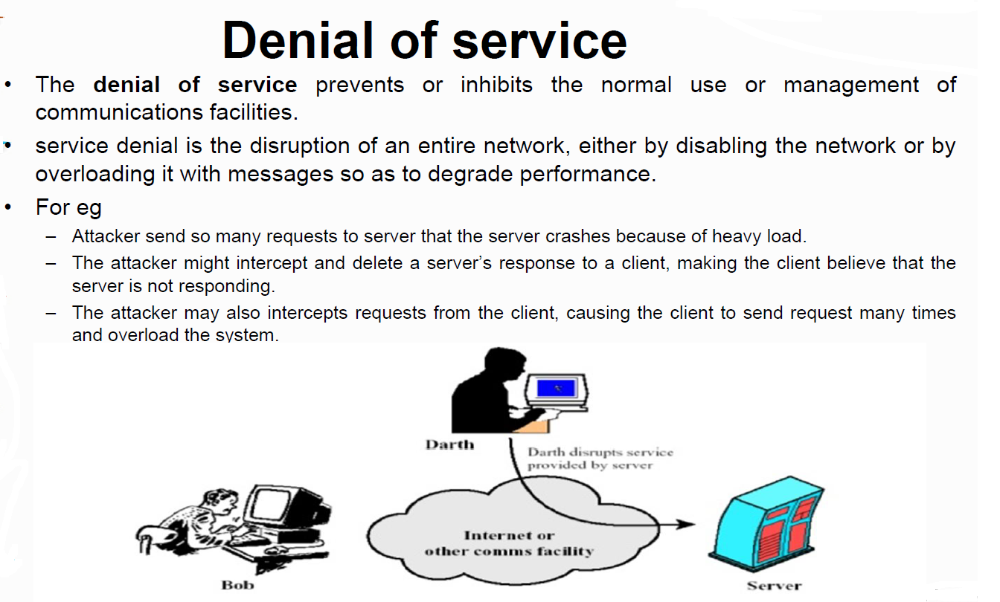 Denial of service
• The denial of service prevents or inhibits the normal use or management of
communications facilities.
• service denial is the disruption of an entire network, either by disabling the network or by
overloading it with messages so as to degrade performance.
• For eg
– Attacker send so many requests to server that the server crashes because of heavy load.
– The attacker might intercept and delete a server's response to a client, making the client believe that the
server is not responding.
– The attacker may also intercepts requests from the client, causing the client to send request many times
and overload the system.
Darth
Darth disrupts service
provided by server
Internet or
other comms facility
Bob
Server